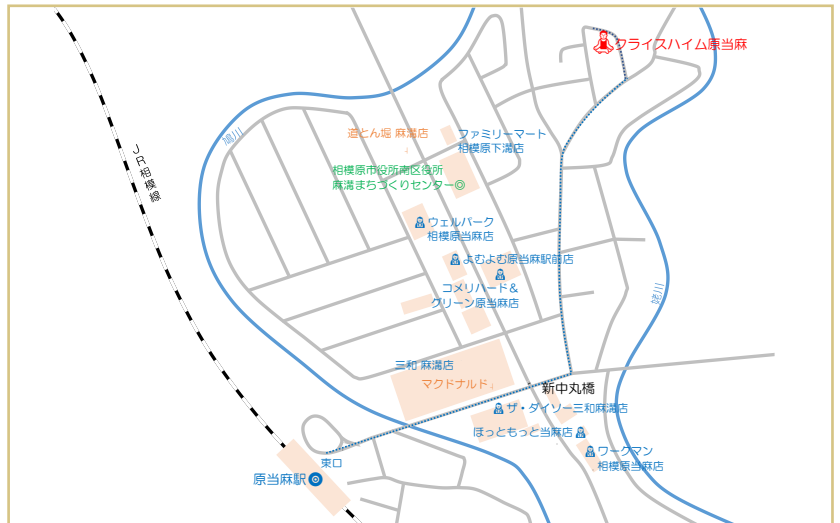 クライスハイム原当麻
鳩川
道とん堀 麻溝店
ファミリーマート
相模原下溝店
JR相模線
相模原市役所南区役所
麻溝まちづくりセンター◎
ウェルパーク
相模原当麻店
よむよむ原当麻駅前店
コメリハード＆
グリーン原当麻店
鳩川
三和 麻溝店
マクドナルド
新中丸橋
ザ・ダイソー三和麻溝店
ほっともっと当麻店
ワークマン
相模原当麻店
東口
原当麻駅